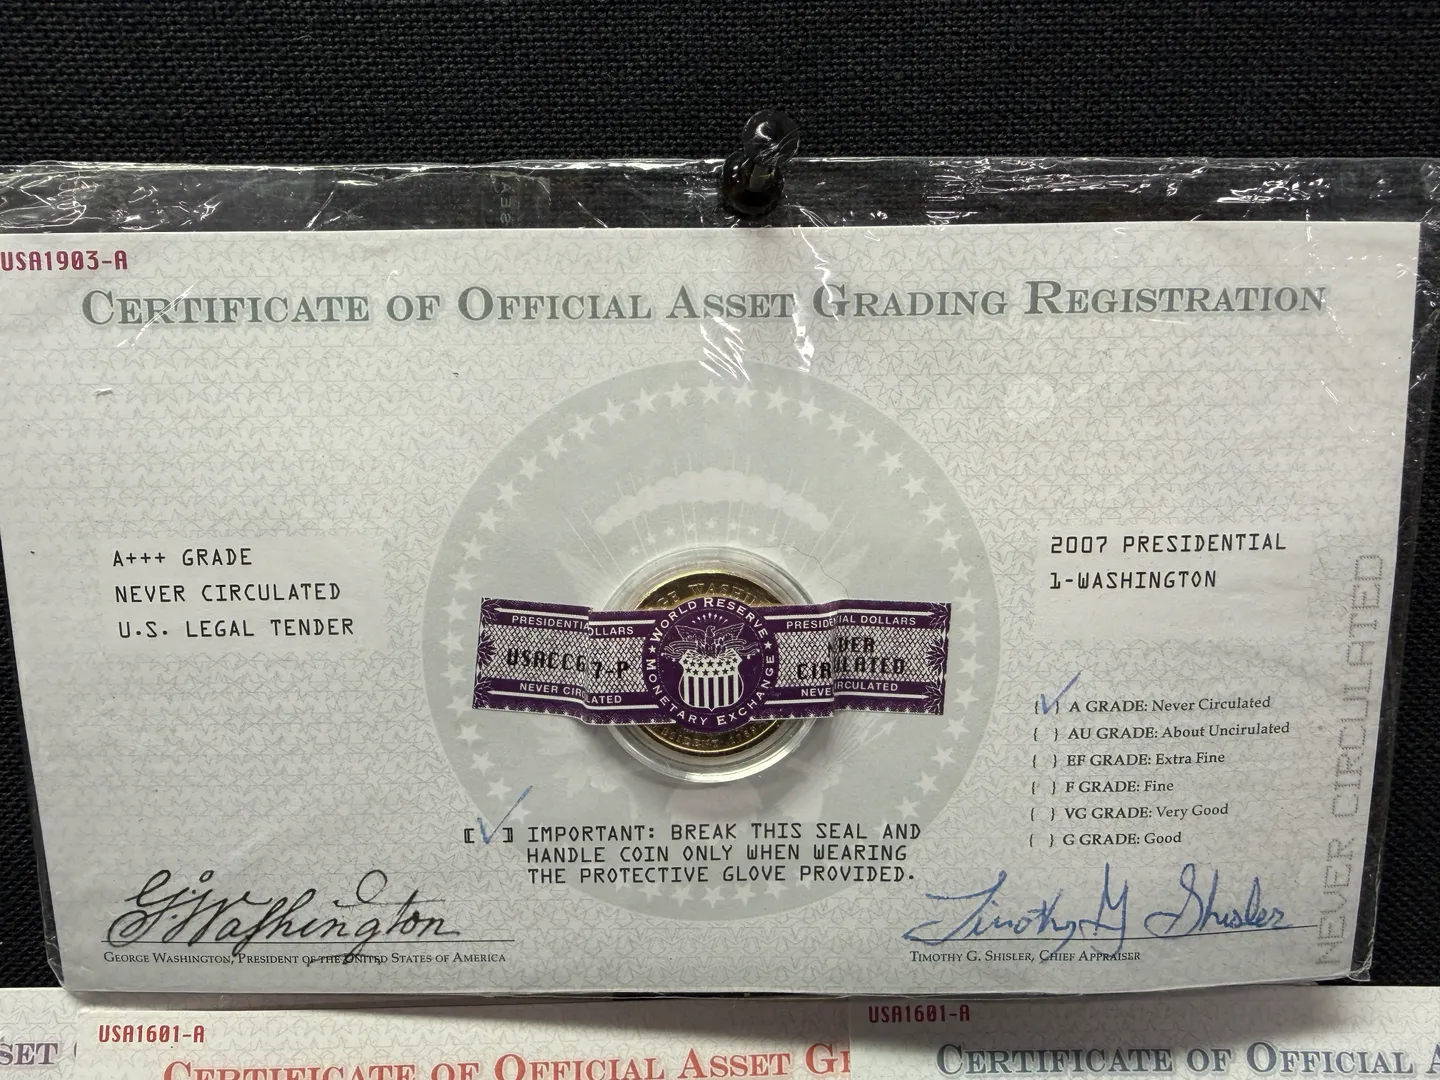 USA1903-A
CERTIFICATE OF OFFICIAL ASSET GRADING REGISTRATION
A+++ GRADE
NEVER CIRCULATED
U.S. LEGAL TENDER
2007 PRESIDENTIAL
1-WASHINGTON
PRESIDENTIAL DOLLARS
NEVER CIRCULATED
WORLD RESERVE
MONETARY EXCHANGE
PRESIDENTIAL DOLLARS
CIRCULATED
NEVER CIRCULATED
{ } A GRADE: Never Circulated
{ } AU GRADE: About Uncirulated
{ } EF GRADE: Extra Fine
{ } F GRADE: Fine
{ } VG GRADE: Very Good
{ } G GRADE: Good
NEVER CIRCULATED
[ ] IMPORTANT: BREAK THIS SEAL AND
HANDLE COIN ONLY WHEN WEARING
THE PROTECTIVE GLOVE PROVIDED.
G. Washington
GEORGE WASHINGTON, PRESIDENT OF THE UNITED STATES OF AMERICA
Timothy G Shisler
TIMOTHY G. SHISLER, CHIEF APPRAISER
USA1601-A
CERTIFICATE OF OFFICIAL ASSET
USA1601-A
CERTIFICATE OF OFFICIAL